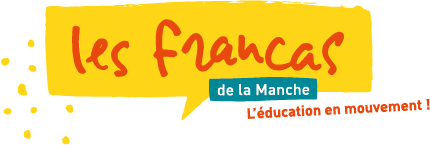 les francas
de la Manche
L'éducation en mouvement !